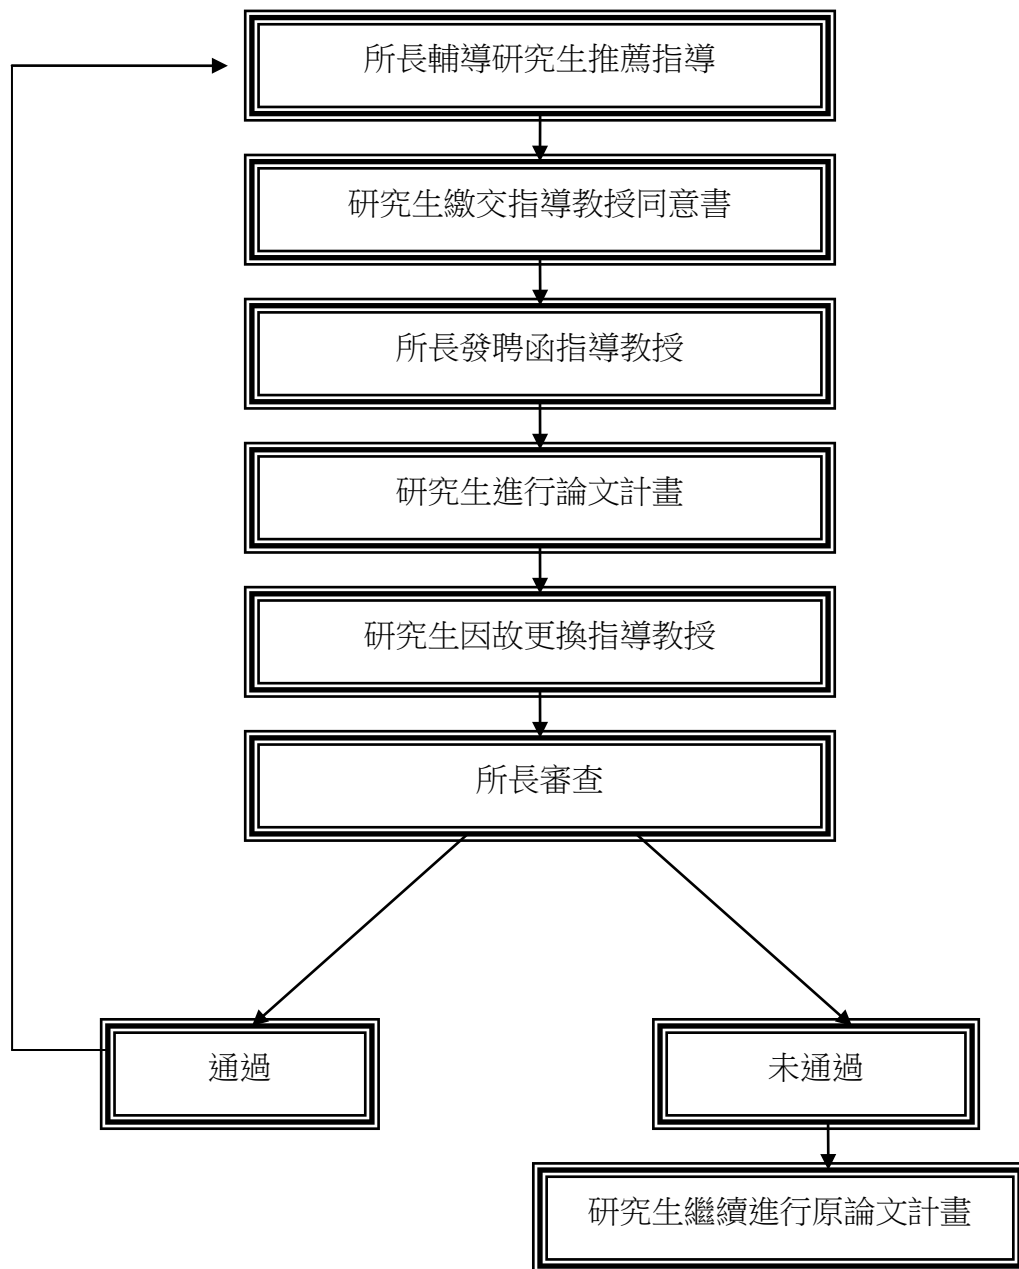 所長輔導研究生推薦指導
研究生繳交指導教授同意書
所長發聘函指導教授
研究生進行論文計畫
研究生因故更換指導教授
所長審查
通過
未通過
研究生繼續進行原論文計畫